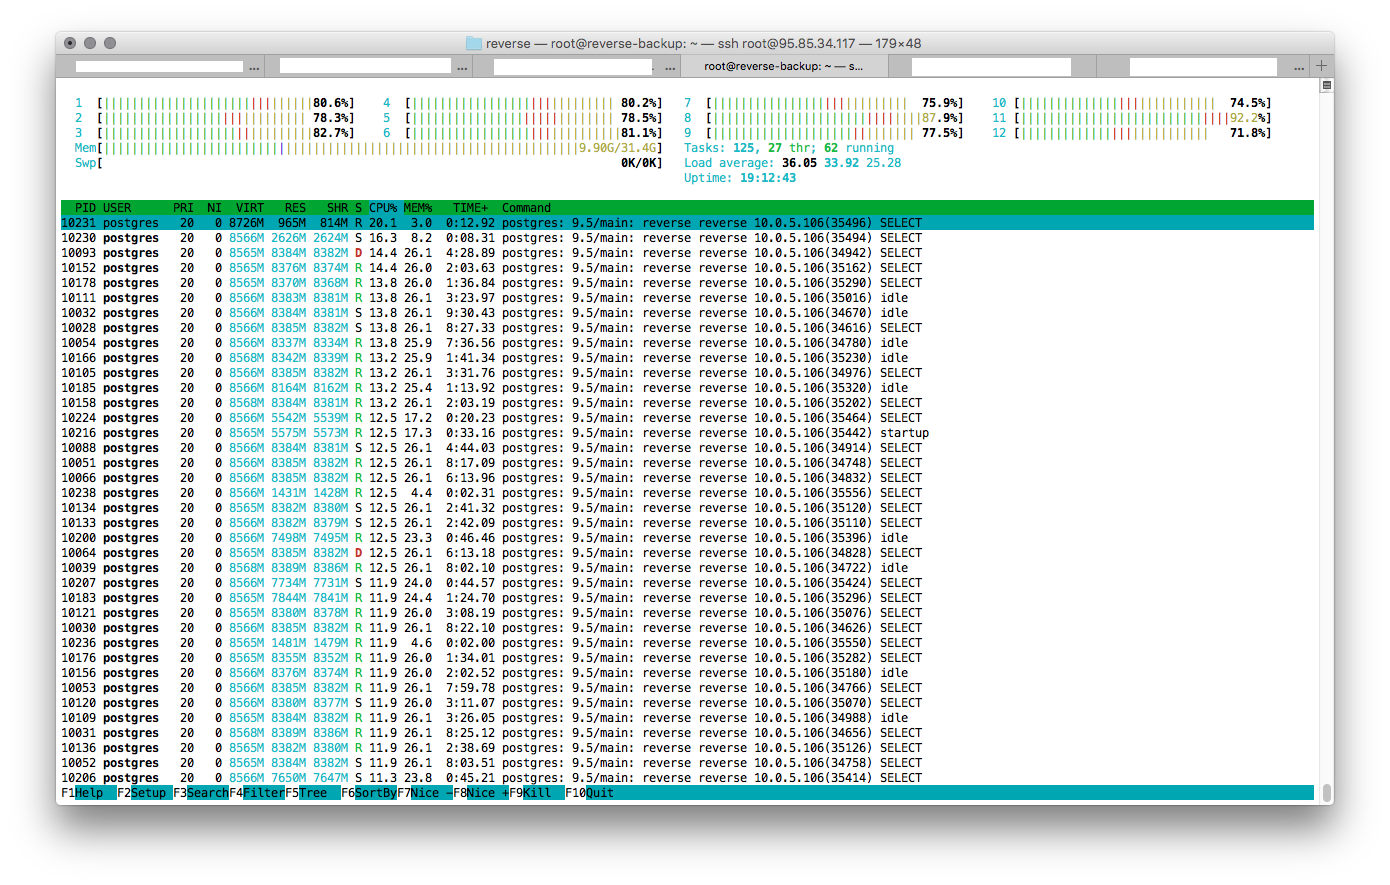 reverse — root@reverse-backup: ~ — ssh root@95.85.34.117 — 179×48
... ... ... root@reverse-backup: ~ — s... ...
1 [80.6%] 4 [80.2%] 7 [75.9%] 10 [74.5%]
2 [78.3%] 5 [78.5%] 8 [87.9%] 11 [92.2%]
3 [82.7%] 6 [81.1%] 9 [77.5%] 12 [71.8%]
Mem[9.90G/31.4G] Tasks: 125, 27 thr; 62 running
Swp[0K/0K] Load average: 36.05 33.92 25.28
Uptime: 19:12:43
PID USER PRI NI VIRT RES SHR S CPU% MEM% TIME+ Command
10231 postgres 20 0 8726M 965M 814M R 20.1 3.0 0:12.92 postgres: 9.5/main: reverse reverse 10.0.5.106(35496) SELECT
10230 postgres 20 0 8566M 2626M 2624M S 16.3 8.2 0:08.31 postgres: 9.5/main: reverse reverse 10.0.5.106(35494) SELECT
10093 postgres 20 0 8565M 8384M 8382M D 14.4 26.1 4:28.89 postgres: 9.5/main: reverse reverse 10.0.5.106(34942) SELECT
10152 postgres 20 0 8565M 8376M 8374M R 14.4 26.0 2:03.63 postgres: 9.5/main: reverse reverse 10.0.5.106(35162) SELECT
10178 postgres 20 0 8565M 8370M 8368M R 13.8 26.0 1:36.84 postgres: 9.5/main: reverse reverse 10.0.5.106(35290) SELECT
10111 postgres 20 0 8566M 8383M 8381M R 13.8 26.1 3:23.97 postgres: 9.5/main: reverse reverse 10.0.5.106(35016) idle
10032 postgres 20 0 8566M 8384M 8381M S 13.8 26.1 9:30.43 postgres: 9.5/main: reverse reverse 10.0.5.106(34670) idle
10028 postgres 20 0 8566M 8385M 8382M S 13.8 26.1 8:27.33 postgres: 9.5/main: reverse reverse 10.0.5.106(34616) SELECT
10054 postgres 20 0 8566M 8337M 8334M R 13.8 25.9 7:36.56 postgres: 9.5/main: reverse reverse 10.0.5.106(34780) idle
10166 postgres 20 0 8568M 8342M 8339M R 13.2 25.9 1:41.34 postgres: 9.5/main: reverse reverse 10.0.5.106(35230) idle
10105 postgres 20 0 8566M 8385M 8382M R 13.2 26.1 3:31.76 postgres: 9.5/main: reverse reverse 10.0.5.106(34976) SELECT
10185 postgres 20 0 8566M 8164M 8162M R 13.2 25.4 1:13.92 postgres: 9.5/main: reverse reverse 10.0.5.106(35320) idle
10158 postgres 20 0 8568M 8384M 8381M R 13.2 26.1 2:03.19 postgres: 9.5/main: reverse reverse 10.0.5.106(35202) SELECT
10224 postgres 20 0 8566M 5542M 5539M R 12.5 17.2 0:20.23 postgres: 9.5/main: reverse reverse 10.0.5.106(35464) SELECT
10216 postgres 20 0 8565M 5575M 5573M R 12.5 17.3 0:33.16 postgres: 9.5/main: reverse reverse 10.0.5.106(35442) startup
10088 postgres 20 0 8566M 8384M 8381M S 12.5 26.1 4:44.03 postgres: 9.5/main: reverse reverse 10.0.5.106(34914) SELECT
10051 postgres 20 0 8566M 8385M 8382M R 12.5 26.1 8:17.09 postgres: 9.5/main: reverse reverse 10.0.5.106(34748) SELECT
10066 postgres 20 0 8566M 8385M 8382M R 12.5 26.1 6:13.96 postgres: 9.5/main: reverse reverse 10.0.5.106(34832) SELECT
10238 postgres 20 0 8566M 1431M 1428M R 12.5 4.4 0:02.31 postgres: 9.5/main: reverse reverse 10.0.5.106(35556) SELECT
10134 postgres 20 0 8565M 8382M 8380M S 12.5 26.1 2:41.32 postgres: 9.5/main: reverse reverse 10.0.5.106(35120) SELECT
10133 postgres 20 0 8566M 8382M 8379M S 12.5 26.1 2:42.09 postgres: 9.5/main: reverse reverse 10.0.5.106(35110) SELECT
10200 postgres 20 0 8566M 7498M 7495M R 12.5 23.3 0:46.46 postgres: 9.5/main: reverse reverse 10.0.5.106(35396) idle
10064 postgres 20 0 8565M 8385M 8382M D 12.5 26.1 6:13.18 postgres: 9.5/main: reverse reverse 10.0.5.106(34828) SELECT
10039 postgres 20 0 8568M 8389M 8386M R 12.5 26.1 8:02.10 postgres: 9.5/main: reverse reverse 10.0.5.106(34722) idle
10207 postgres 20 0 8566M 7734M 7731M S 11.9 24.0 0:44.57 postgres: 9.5/main: reverse reverse 10.0.5.106(35424) SELECT
10183 postgres 20 0 8565M 7844M 7841M R 11.9 24.4 1:24.70 postgres: 9.5/main: reverse reverse 10.0.5.106(35296) SELECT
10121 postgres 20 0 8566M 8380M 8378M R 11.9 26.0 3:08.19 postgres: 9.5/main: reverse reverse 10.0.5.106(35076) SELECT
10030 postgres 20 0 8566M 8385M 8382M R 11.9 26.1 8:22.10 postgres: 9.5/main: reverse reverse 10.0.5.106(34626) SELECT
10236 postgres 20 0 8565M 1481M 1479M R 11.9 4.6 0:02.00 postgres: 9.5/main: reverse reverse 10.0.5.106(35550) SELECT
10176 postgres 20 0 8565M 8355M 8352M R 11.9 26.0 1:34.01 postgres: 9.5/main: reverse reverse 10.0.5.106(35282) SELECT
10156 postgres 20 0 8566M 8376M 8374M R 11.9 26.0 2:02.52 postgres: 9.5/main: reverse reverse 10.0.5.106(35180) idle
10053 postgres 20 0 8566M 8385M 8382M R 11.9 26.1 7:59.78 postgres: 9.5/main: reverse reverse 10.0.5.106(34766) SELECT
10120 postgres 20 0 8566M 8380M 8377M S 11.9 26.0 3:11.07 postgres: 9.5/main: reverse reverse 10.0.5.106(35070) SELECT
10109 postgres 20 0 8565M 8384M 8382M R 11.9 26.1 3:26.05 postgres: 9.5/main: reverse reverse 10.0.5.106(34988) idle
10031 postgres 20 0 8568M 8389M 8386M R 11.9 26.1 8:25.12 postgres: 9.5/main: reverse reverse 10.0.5.106(34656) SELECT
10136 postgres 20 0 8565M 8382M 8380M R 11.9 26.1 2:38.69 postgres: 9.5/main: reverse reverse 10.0.5.106(35126) SELECT
10052 postgres 20 0 8565M 8384M 8382M S 11.9 26.1 8:03.51 postgres: 9.5/main: reverse reverse 10.0.5.106(34758) SELECT
10206 postgres 20 0 8566M 7650M 7647M S 11.3 23.8 0:45.21 postgres: 9.5/main: reverse reverse 10.0.5.106(35414) SELECT
F1Help F2Setup F3SearchF4FilterF5Tree F6SortByF7Nice -F8Nice +F9Kill F10Quit